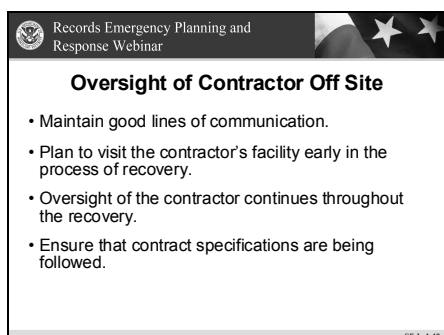 Records Emergency Planning and
Response Webinar
Oversight of Contractor Off Site
• Maintain good lines of communication.
• Plan to visit the contractor's facility early in the
process of recovery.
• Oversight of the contractor continues throughout
the recovery.
• Ensure that contract specifications are being
followed.